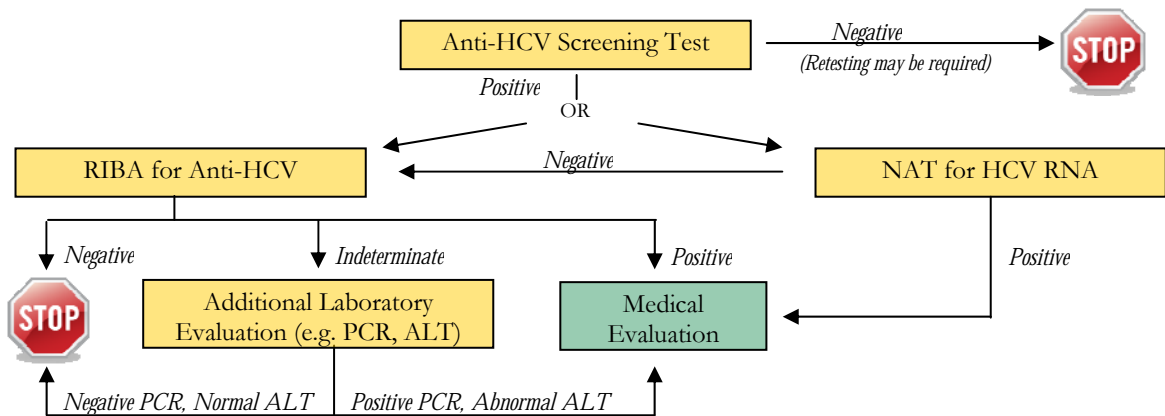 Anti-HCV Screening Test
Negative
(Retesting may be required)
STOP
Positive
OR
RIBA for Anti-HCV
Negative
NAT for HCV RNA
Negative
Indeterminate
Positive
Positive
STOP
Additional Laboratory
Evaluation (e.g. PCR, ALT)
Medical
Evaluation
Negative PCR, Normal ALT
Positive PCR, Abnormal ALT